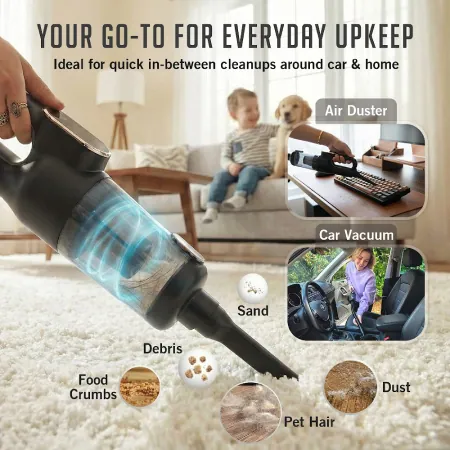 YOUR GO-TO FOR EVERYDAY UPKEEP
Ideal for quick in-between cleanups around car & home
Air Duster
Car Vacuum
Sand
Debris
Food
Crumbs
Dust
Pet Hair